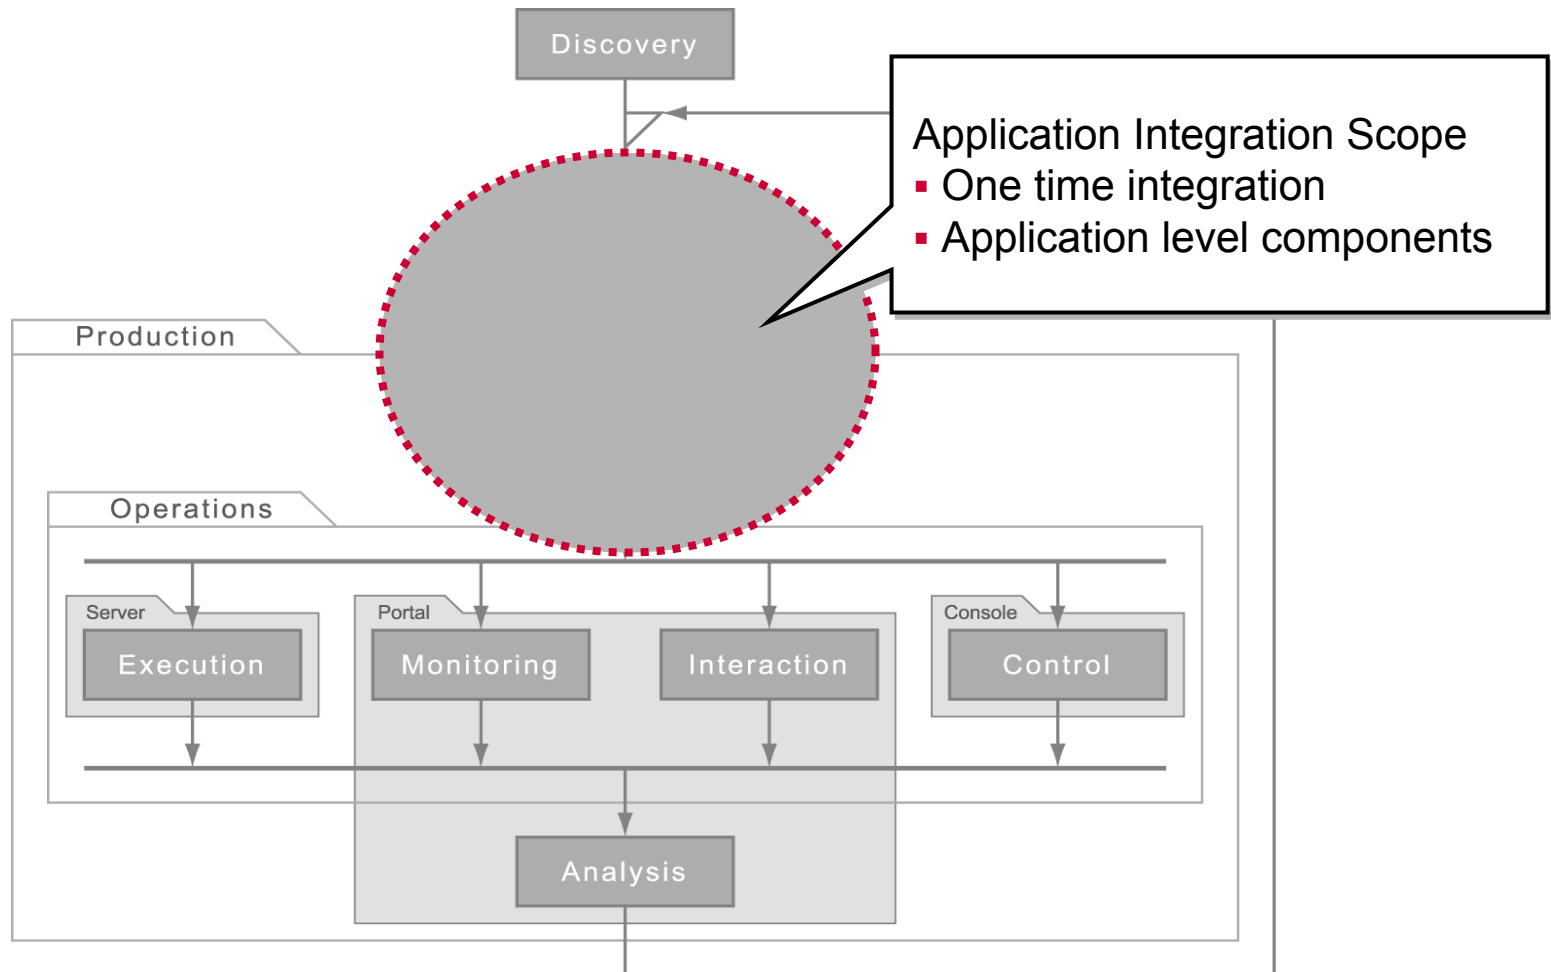 Discovery
Application Integration Scope
▪ One time integration
▪ Application level components
Production
Operations
Server
Portal
Console
Execution
Monitoring
Interaction
Control
Analysis